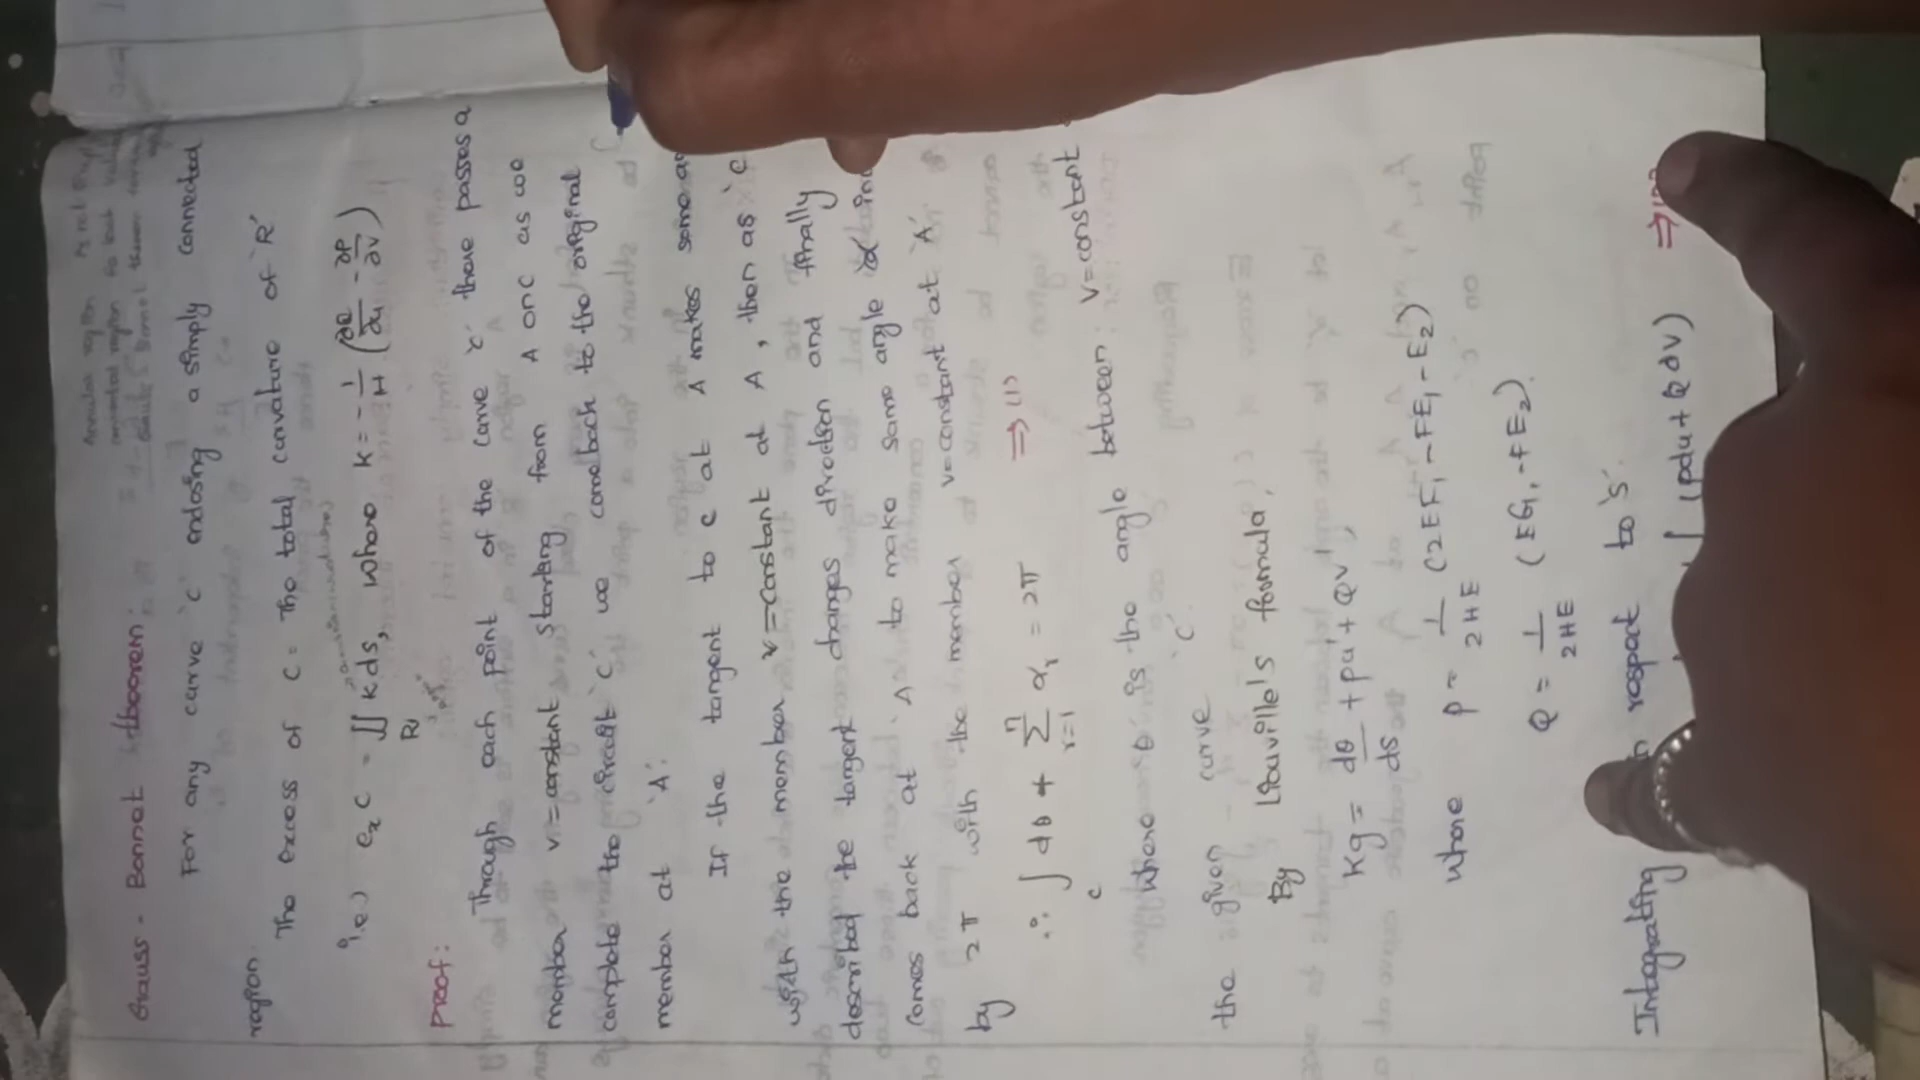 Gauss - Bonnet theorem:
For any curve 'C' enclosing a simply connected
region
The excess of C = The total curvature of 'R'
i.e.) exC = ∬ K ds, where K = - 1/H (∂Q/∂u - ∂P/∂v)
R
Proof:
Through each point of the curve 'C' there passes a
member v = constant starting from A on C as we
complete the circuit 'C' we come back to the original
member at 'A'.
If the tangent to C at A makes some
with the member v = constant at A, then as 'C
described the tangent changes direction and finally
comes back at A to make same angle
by 2π with the member v = constant at 'A'.
∴ ∫ dθ + Σ αr = 2π ⇒ (1)
C r=1 n
where θ is the angle between v = constant
the given curve 'C'.
By Liouville's formula,
Kg = dθ/ds + Pu' + Qv',
where P = 1/2HE (2EF1 - FE1 - EE2)
Q = 1/2HE (EG1 - FE2).
Integrating respect to 's'.
(Pdu + Qdv) ⇒